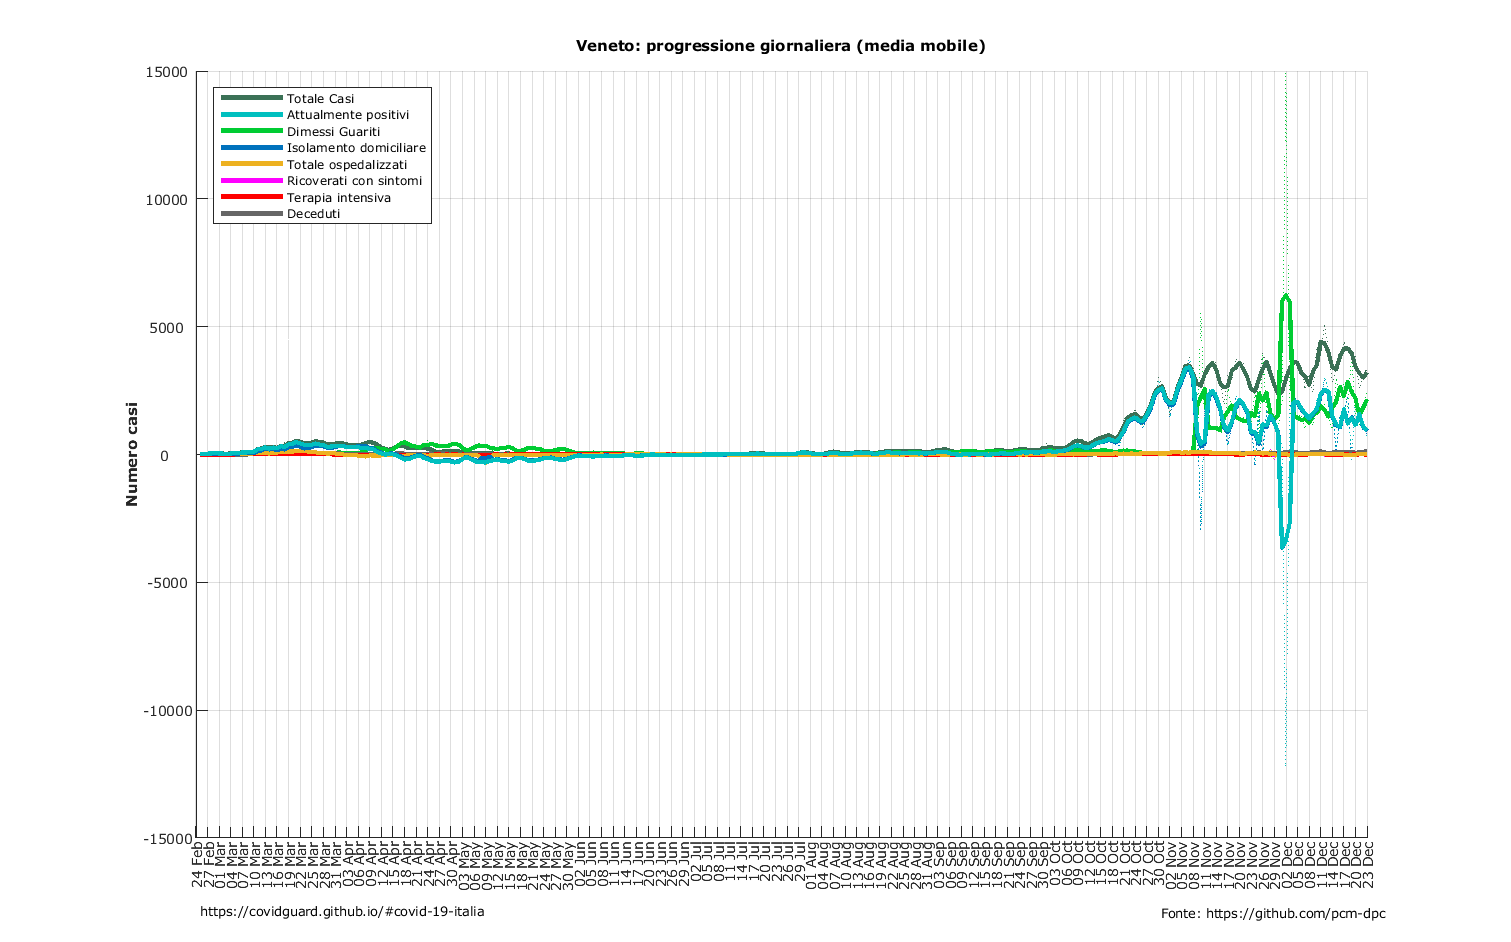 Veneto: progressione giornaliera (media mobile)
15000
10000
5000
0
-5000
-10000
-15000
Numero casi
Totale Casi
Attualmente positivi
Dimessi Guariti
Isolamento domiciliare
Totale ospedalizzati
Ricoverati con sintomi
Terapia intensiva
Deceduti
24 Feb
27 Feb
01 Mar
04 Mar
07 Mar
10 Mar
13 Mar
16 Mar
19 Mar
22 Mar
25 Mar
28 Mar
31 Mar
03 Apr
06 Apr
09 Apr
12 Apr
15 Apr
18 Apr
21 Apr
24 Apr
27 Apr
30 Apr
03 May
06 May
09 May
12 May
15 May
18 May
21 May
24 May
27 May
30 May
02 Jun
05 Jun
08 Jun
11 Jun
14 Jun
17 Jun
20 Jun
23 Jun
26 Jun
29 Jun
02 Jul
05 Jul
08 Jul
11 Jul
14 Jul
17 Jul
20 Jul
23 Jul
26 Jul
29 Jul
01 Aug
04 Aug
07 Aug
10 Aug
13 Aug
16 Aug
19 Aug
22 Aug
25 Aug
28 Aug
31 Aug
03 Sep
06 Sep
09 Sep
12 Sep
15 Sep
18 Sep
21 Sep
24 Sep
27 Sep
30 Sep
03 Oct
06 Oct
09 Oct
12 Oct
15 Oct
18 Oct
21 Oct
24 Oct
27 Oct
30 Oct
02 Nov
05 Nov
08 Nov
11 Nov
14 Nov
17 Nov
20 Nov
23 Nov
26 Nov
29 Nov
02 Dec
05 Dec
08 Dec
11 Dec
14 Dec
17 Dec
20 Dec
23 Dec
https://covidguard.github.io/#covid-19-italia
Fonte: https://github.com/pcm-dpc